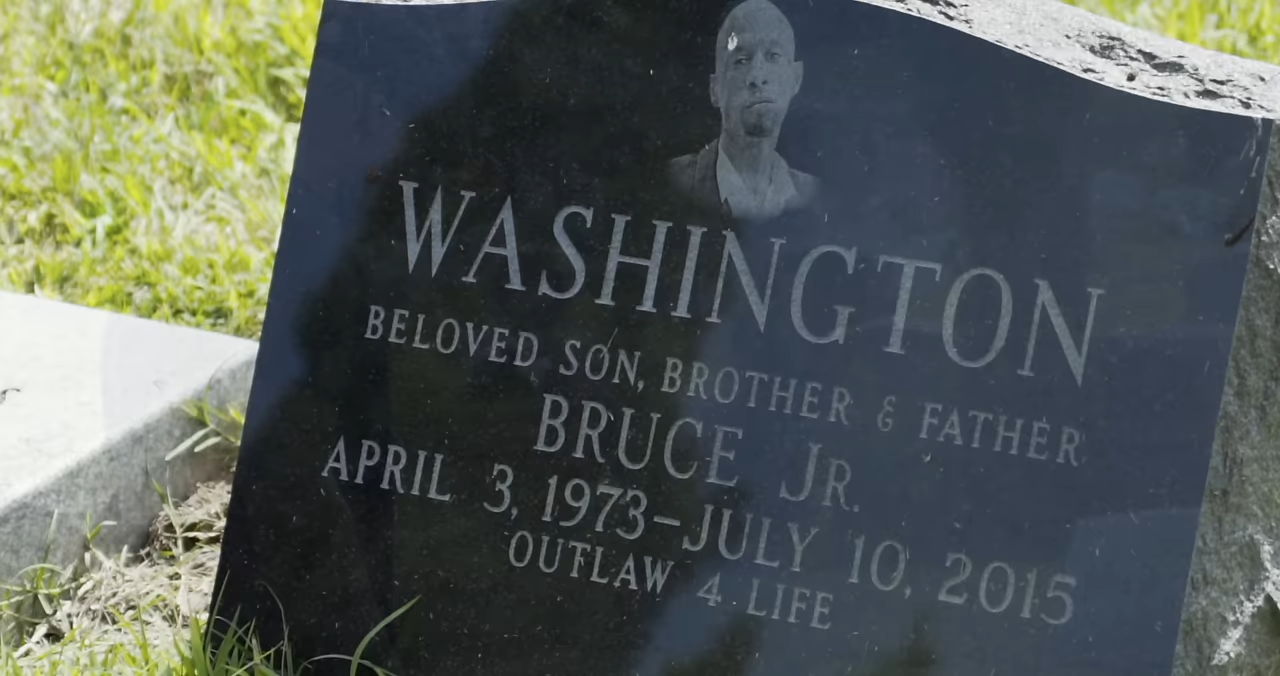 WASHINGTON
BELOVED SON, BROTHER & FATHER
BRUCE JR.
APRIL 3, 1973-JULY 10, 2015
OUTLAW 4 LIFE